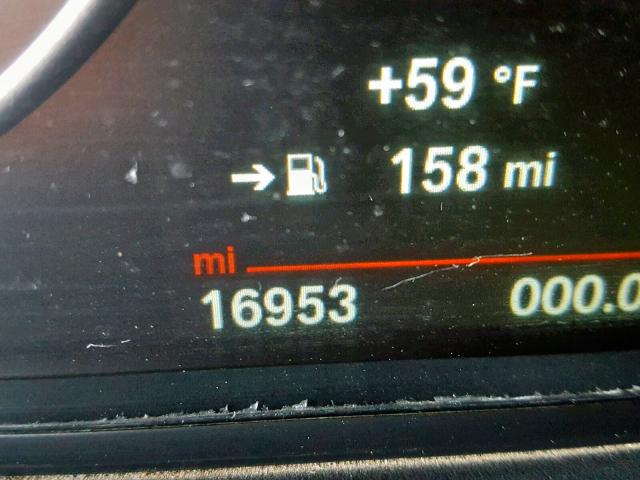 +59 °F
→ 158 mi
mi
16953 000.0